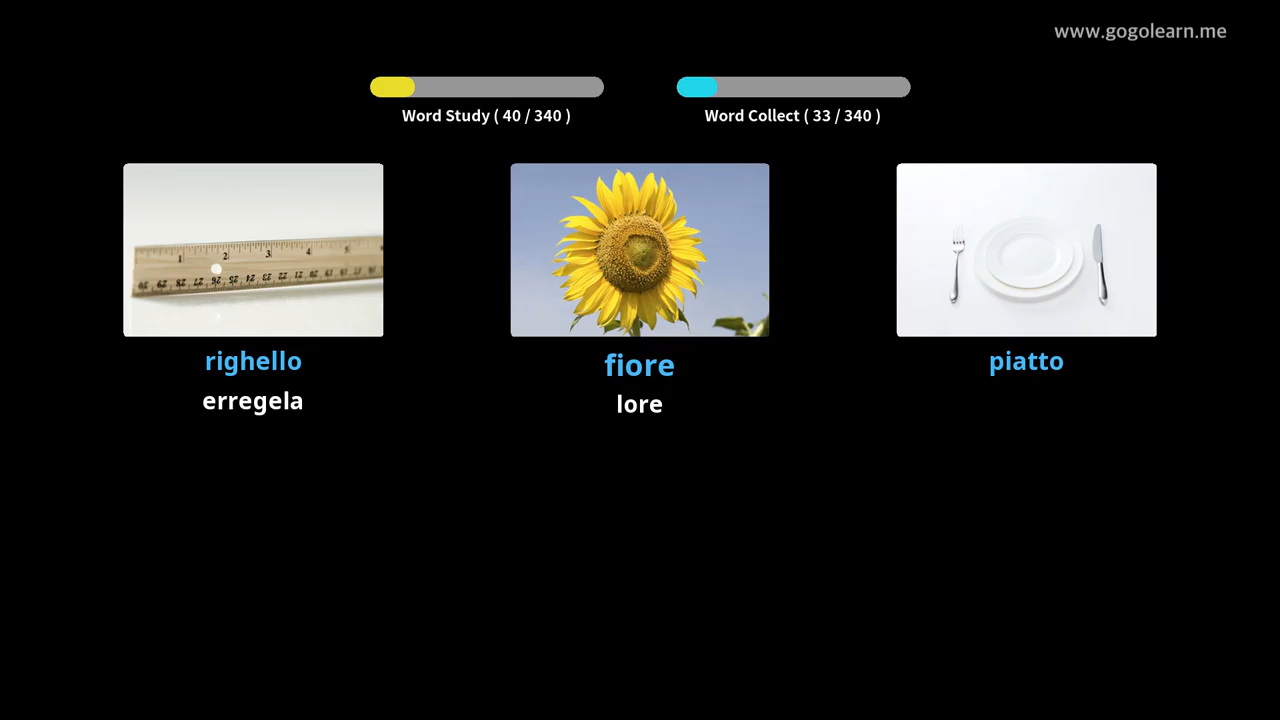 www.gogolearn.me
Word Study ( 40 / 340 )
Word Collect ( 33 / 340 )
righello
erregela
fiore
lore
piatto